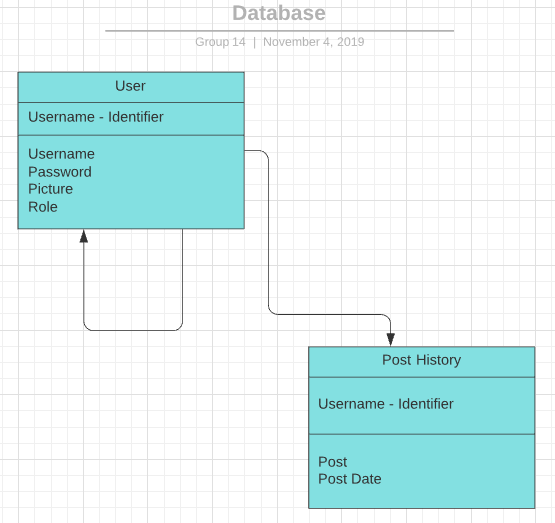 Database
Group 14 | November 4, 2019
User
Username - Identifier
Username
Password
Picture
Role
Post History
Username - Identifier
Post
Post Date